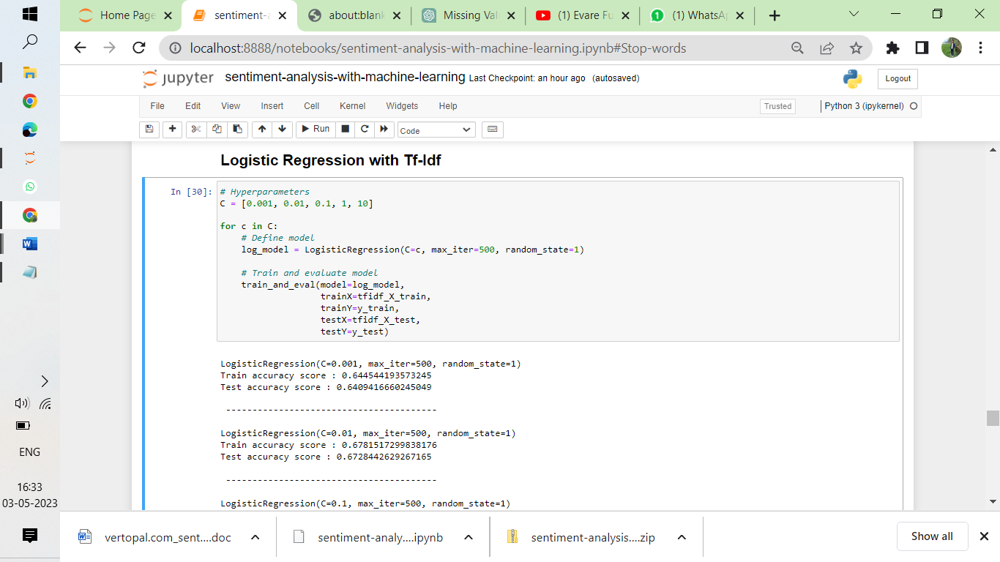 Home Page
sentiment-a
about:blank
Missing Val
(1) Evare Fu
(1) WhatsAp
localhost:8888/notebooks/sentiment-analysis-with-machine-learning.ipynb#Stop-words
jupyter sentiment-analysis-with-machine-learning Last Checkpoint: an hour ago (autosaved)
Logout
File Edit View Insert Cell Kernel Widgets Help
Trusted
Python 3 (ipykernel)
Run
Code
Logistic Regression with Tf-Idf
In [30]:
# Hyperparameters
C = [0.001, 0.01, 0.1, 1, 10]
for c in C:
    # Define model
    log_model = LogisticRegression(C=c, max_iter=500, random_state=1)
    # Train and evaluate model
    train_and_eval(model=log_model,
                   trainX=tfidf_X_train,
                   trainY=y_train,
                   testX=tfidf_X_test,
                   testY=y_test)
LogisticRegression(C=0.001, max_iter=500, random_state=1)
Train accuracy score : 0.644544193573245
Test accuracy score : 0.6409416660245049
----------------------------------------
LogisticRegression(C=0.01, max_iter=500, random_state=1)
Train accuracy score : 0.6781517299838176
Test accuracy score : 0.6728442629267165
----------------------------------------
LogisticRegression(C=0.1, max_iter=500, random_state=1)
ENG
16:33
03-05-2023
vertopal.com_sent....doc
sentiment-analy....ipynb
sentiment-analysis....zip
Show all